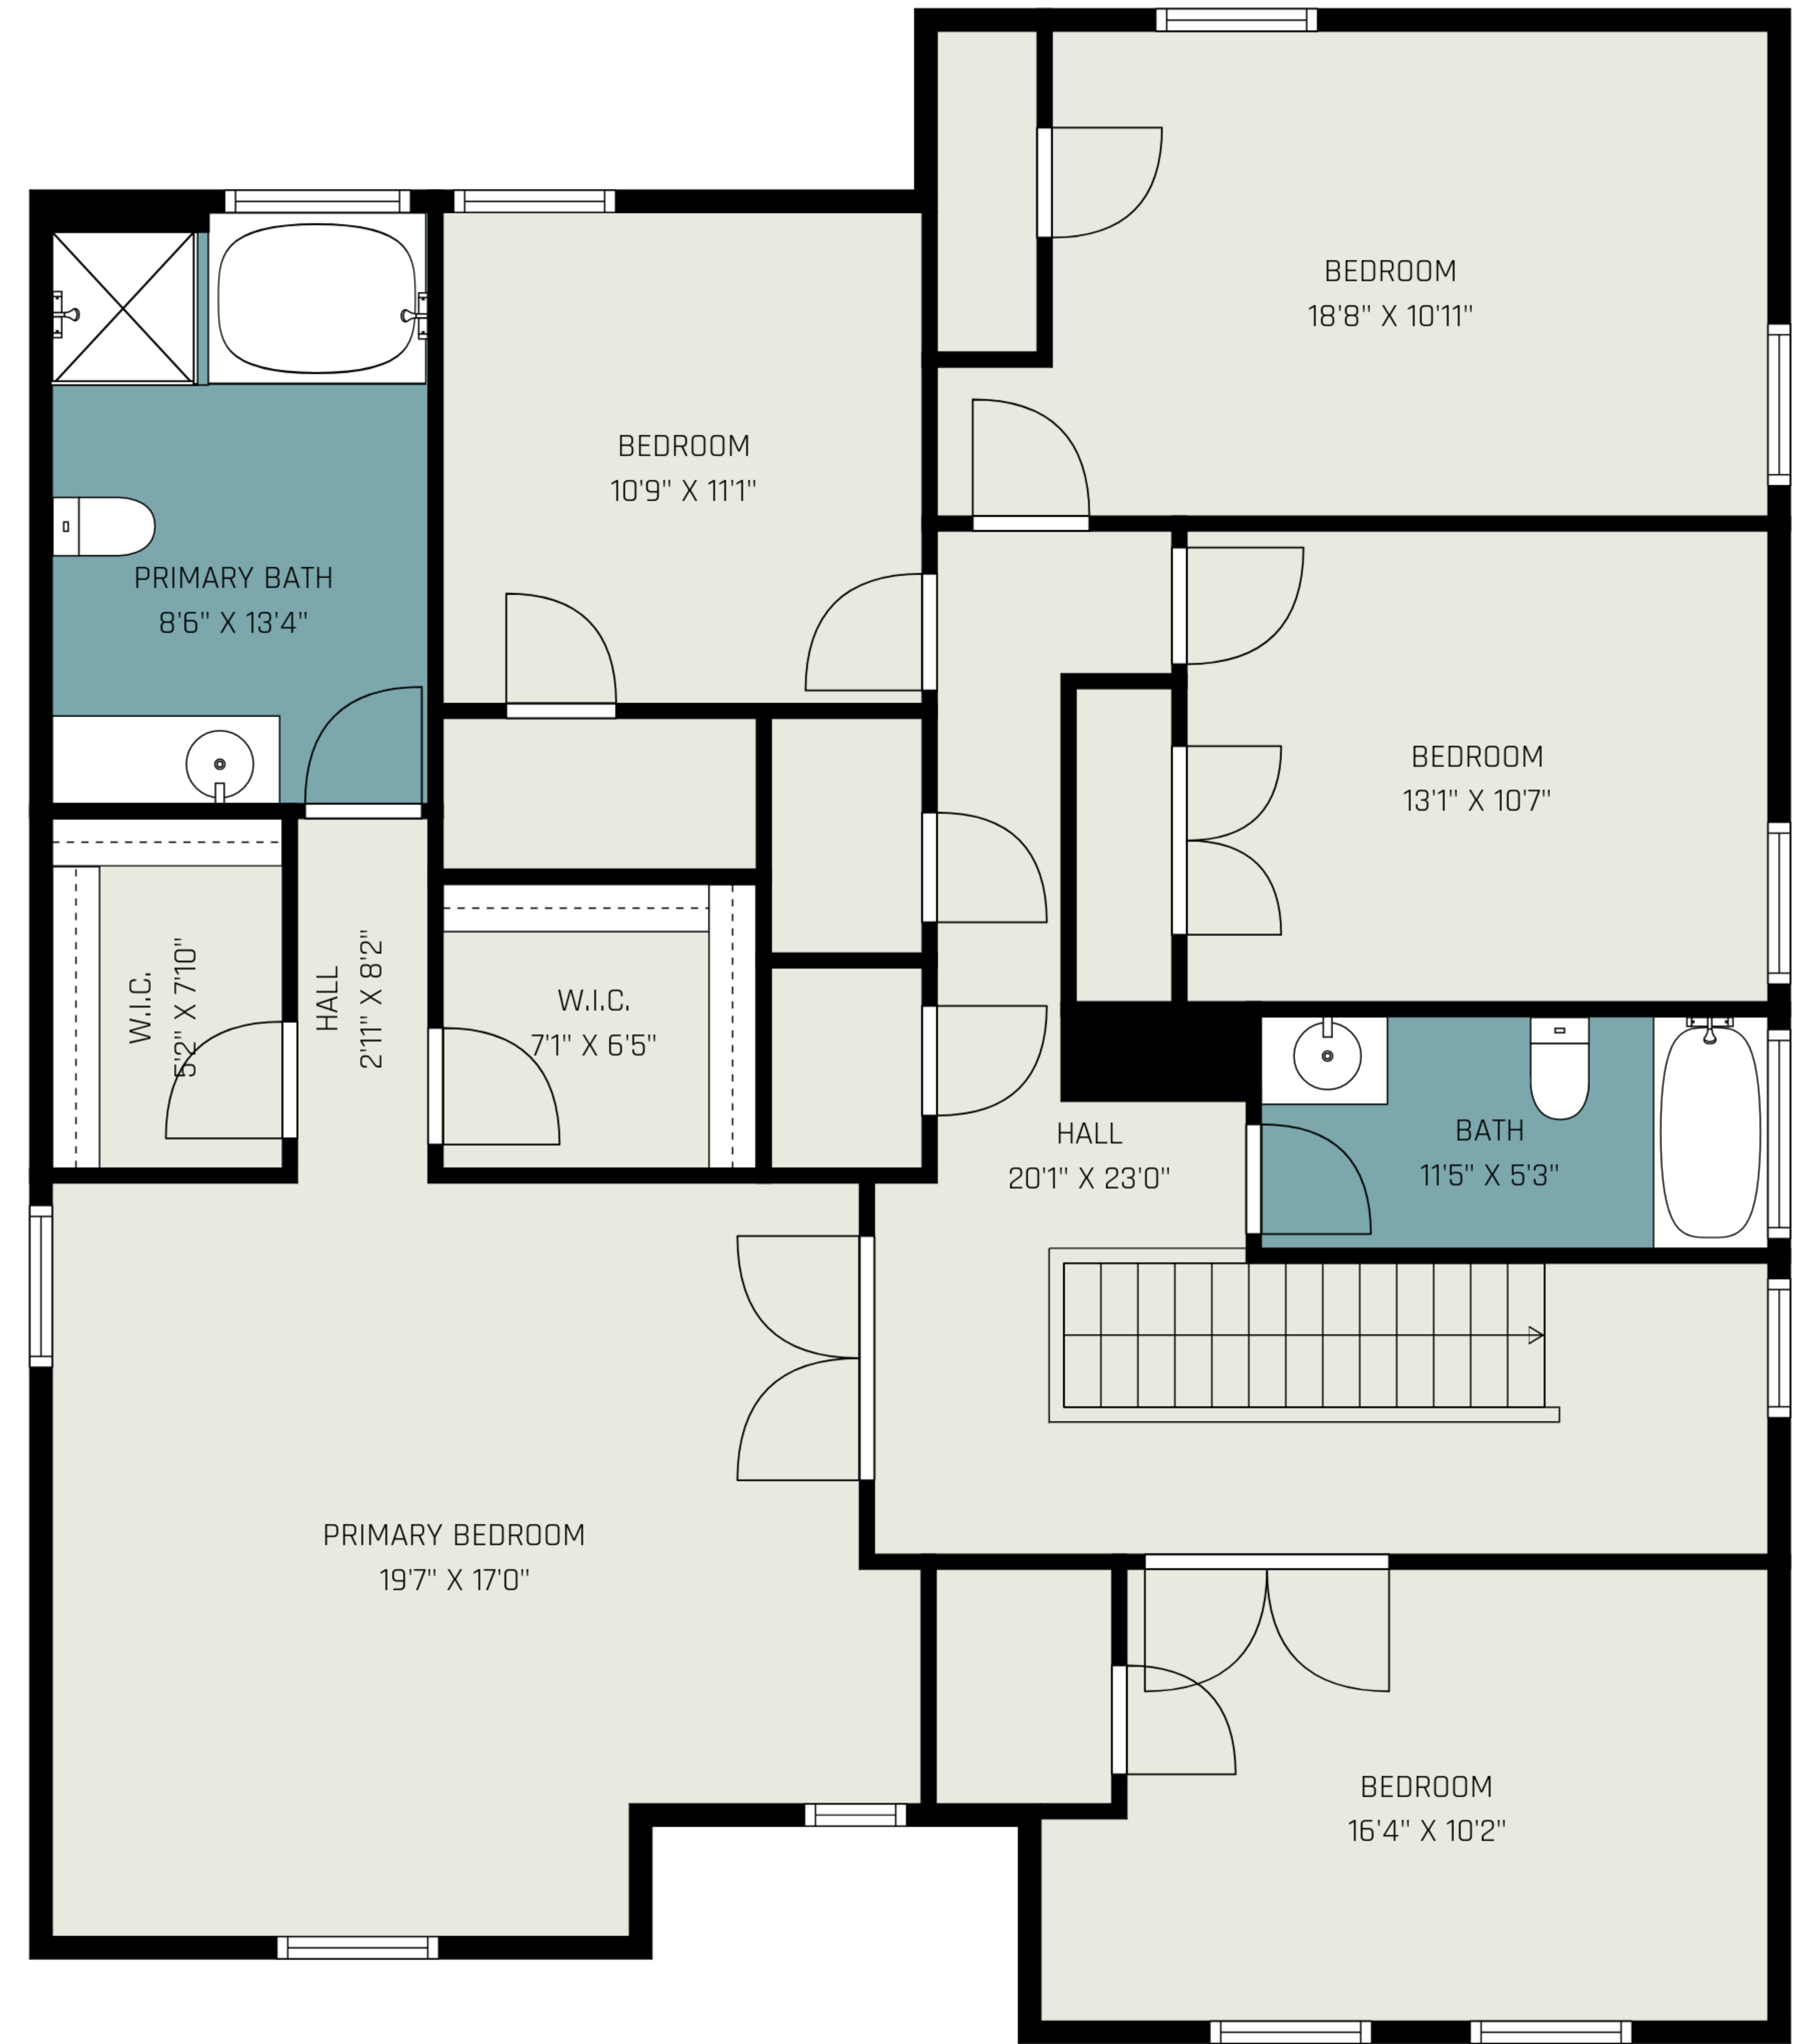 BEDROOM
18'8" X 10'11"
BEDROOM
10'9" X 11'1"
PRIMARY BATH
8'6" X 13'4"
BEDROOM
13'1" X 10'7"
W.I.C.
5'2" X 7'10"
HALL
2'11" X 8'2"
W.I.C.
7'1" X 6'5"
HALL
20'1" X 23'0"
BATH
11'5" X 5'3"
PRIMARY BEDROOM
19'7" X 17'0"
BEDROOM
16'4" X 10'2"